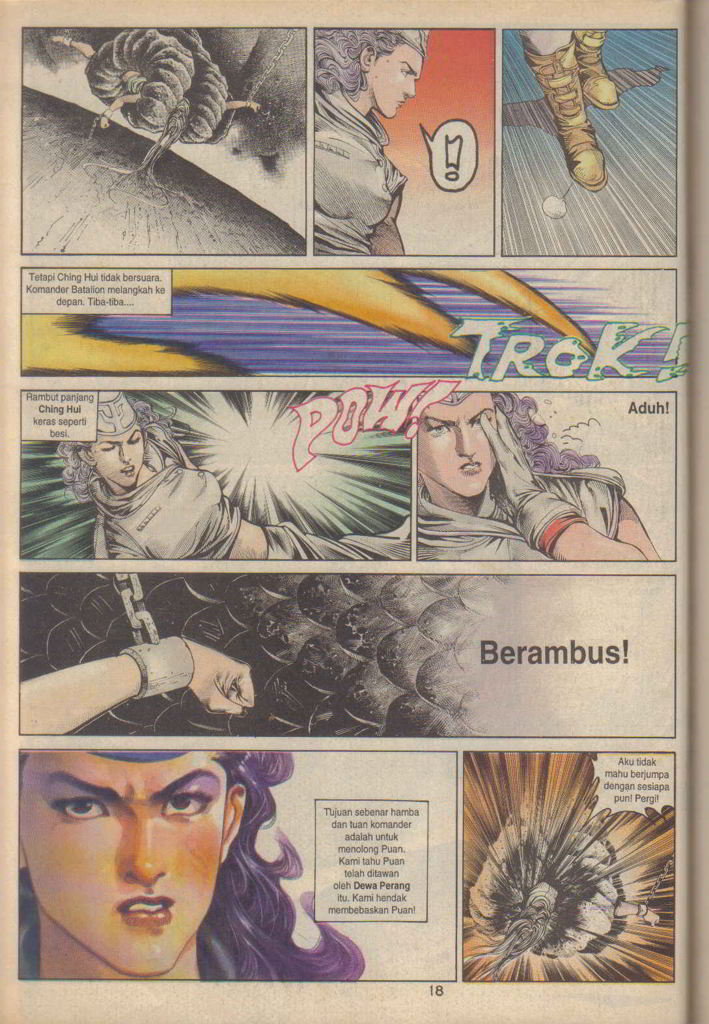 !
Tetapi Ching Hui tidak bersuara.
Komander Batalion melangkah ke
depan. Tiba-tiba....
TROK!
Rambut panjang
Ching Hui
keras seperti
besi.
POW!
Aduh!
Berambus!
Tujuan sebenar hamba
dan tuan komander
adalah untuk
menolong Puan.
Kami tahu Puan
telah ditawan
oleh Dewa Perang
itu. Kami hendak
membebaskan Puan!
Aku tidak
mahu berjumpa
dengan sesiapa
pun! Pergi!
18